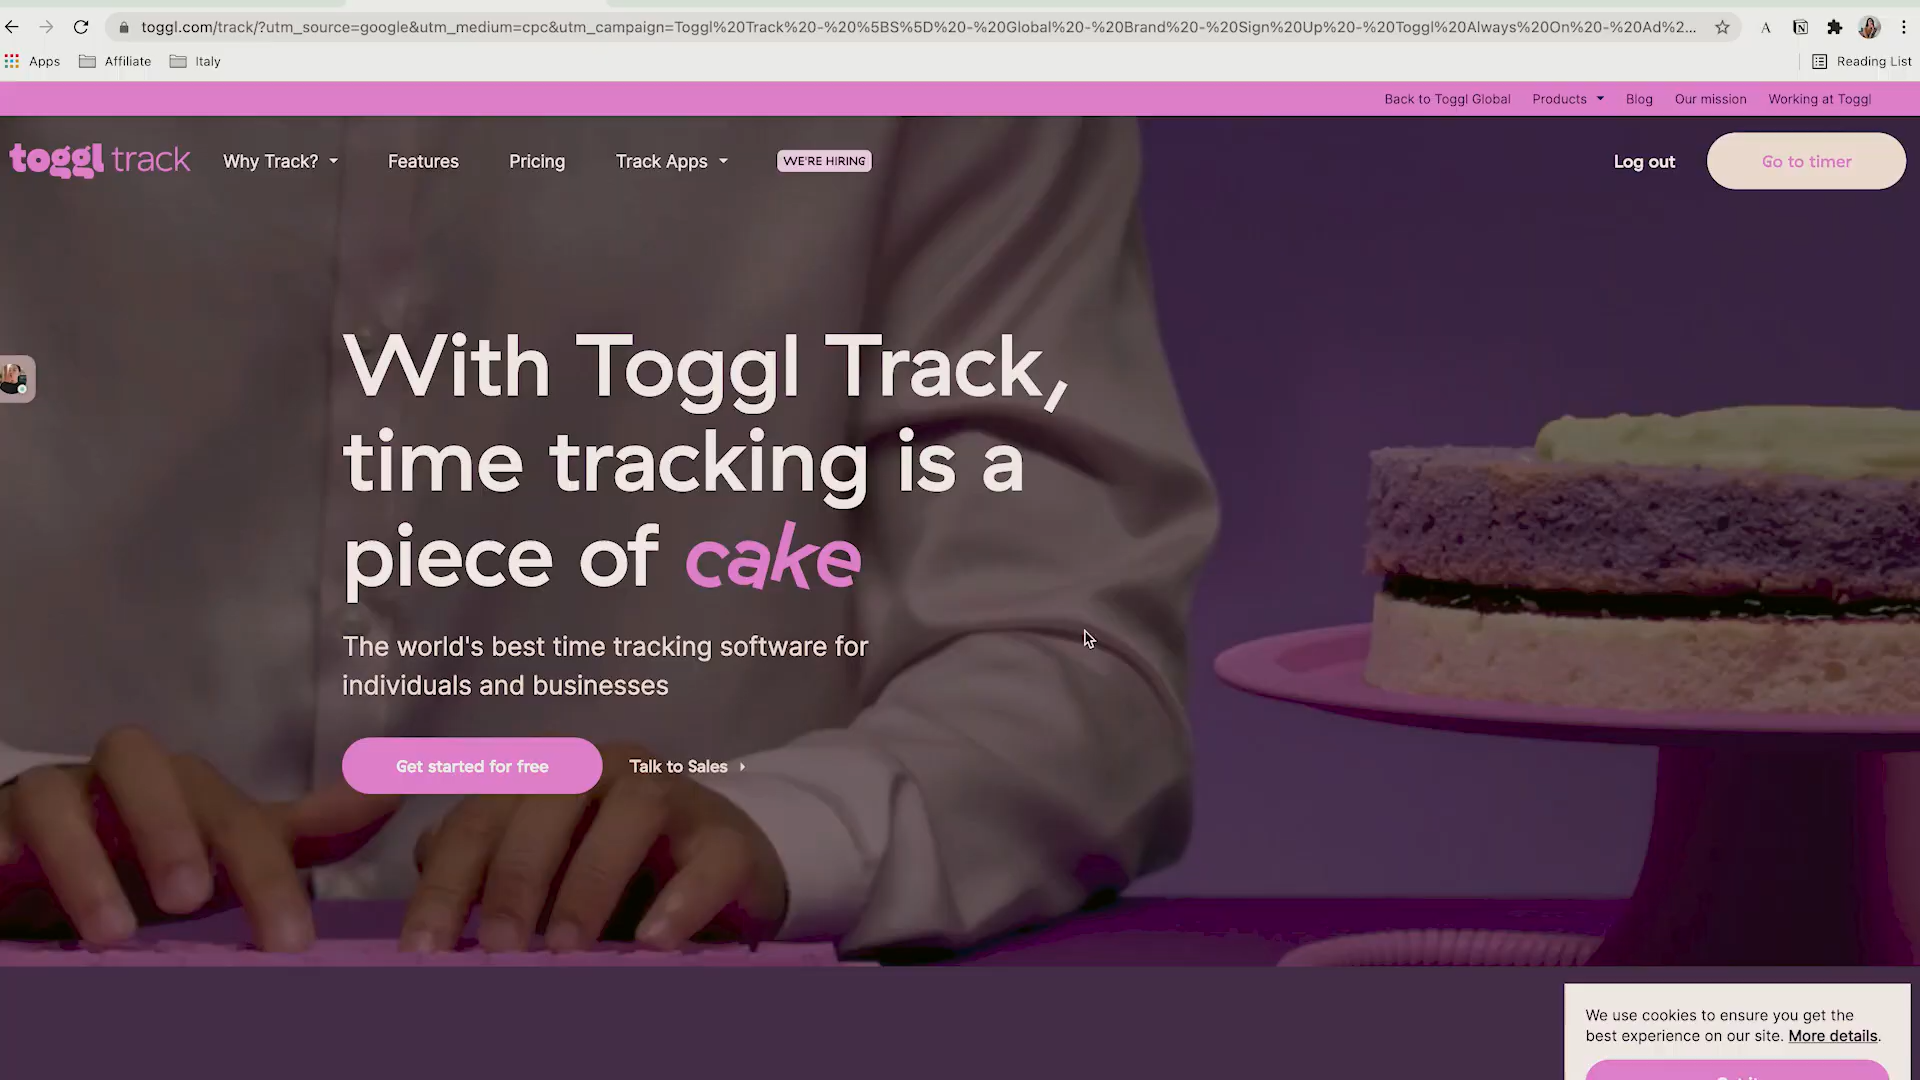 toggl.com/track/?utm_source=google&utm_medium=cpc&utm_campaign=Toggl%20Track%20-%20%5BS%5D%20-%20Global%20-%20Brand%20-%20Sign%20Up%20-%20Toggl%20Always%20On%20-%20Ad%2...
A
Apps
Affiliate
Italy
Reading List
Back to Toggl Global
Products
Blog
Our mission
Working at Toggl
toggl track
Why Track?
Features
Pricing
Track Apps
WE'RE HIRING
Log out
Go to timer
With Toggl Track,
time tracking is a
piece of cake
The world's best time tracking software for
individuals and businesses
Get started for free
Talk to Sales
We use cookies to ensure you get the
best experience on our site. More details.